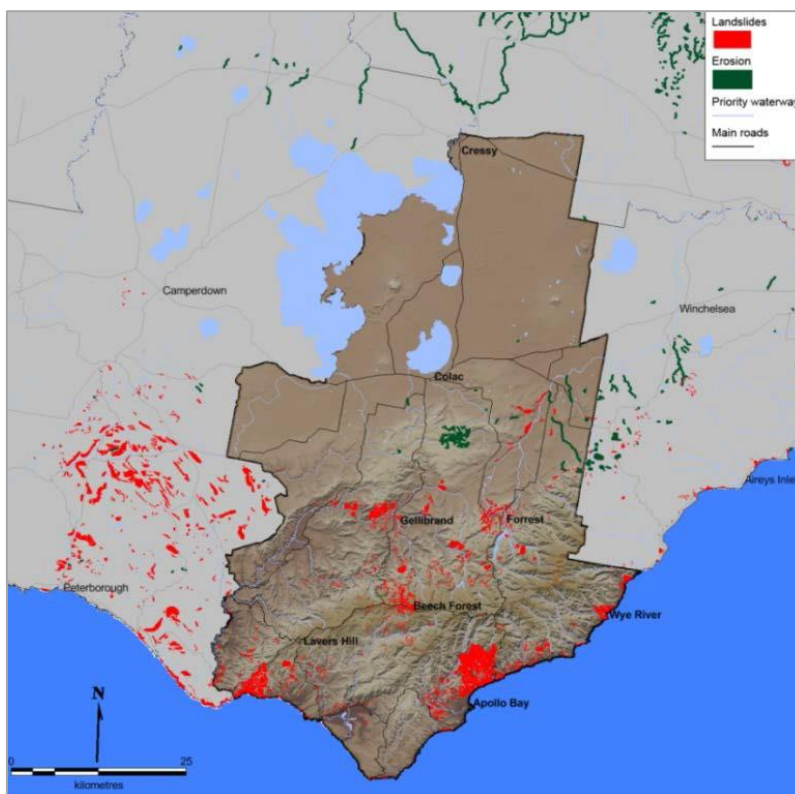 Landslides
Erosion
Priority waterway
Main roads
Cressy
Camperdown
Winchelsea
Colac
Aireys Inle
Gellibrand
Forrest
Peterborough
Beech Forest
Wye River
Lavers Hill
Apollo Bay
N
0 25
kilometres